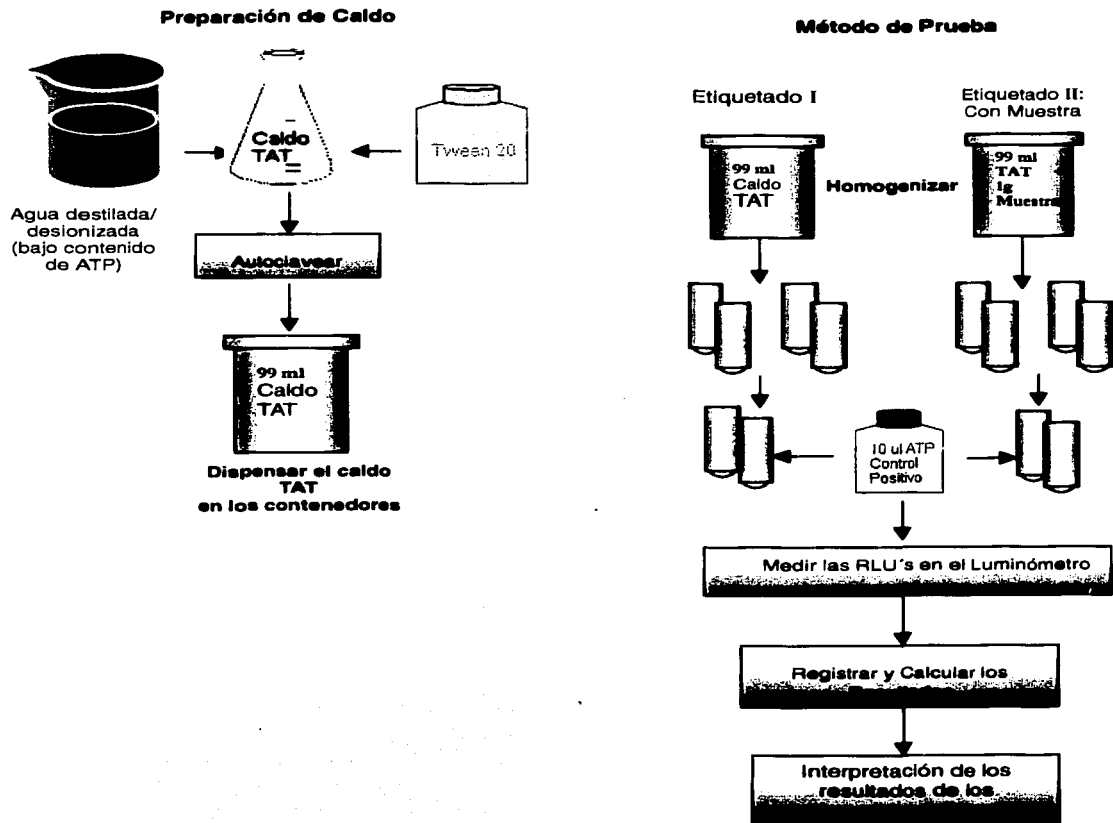 Preparación de Caldo
Caldo
TAT
Tween 20
Agua destilada/
desionizada
(bajo contenido
de ATP)
Autoclavear
99 ml
Caldo
TAT
Dispensar el caldo
TAT
en los contenedores
Método de Prueba
Etiquetado I
Etiquetado II:
Con Muestra
99 ml
Caldo
TAT
Homogenizar
99 ml
TAT
1g
Muestra
10 ul ATP
Control
Positivo
Medir las RLU´s en el Luminómetro
Registrar y Calcular los
Interpretación de los
resultados de los